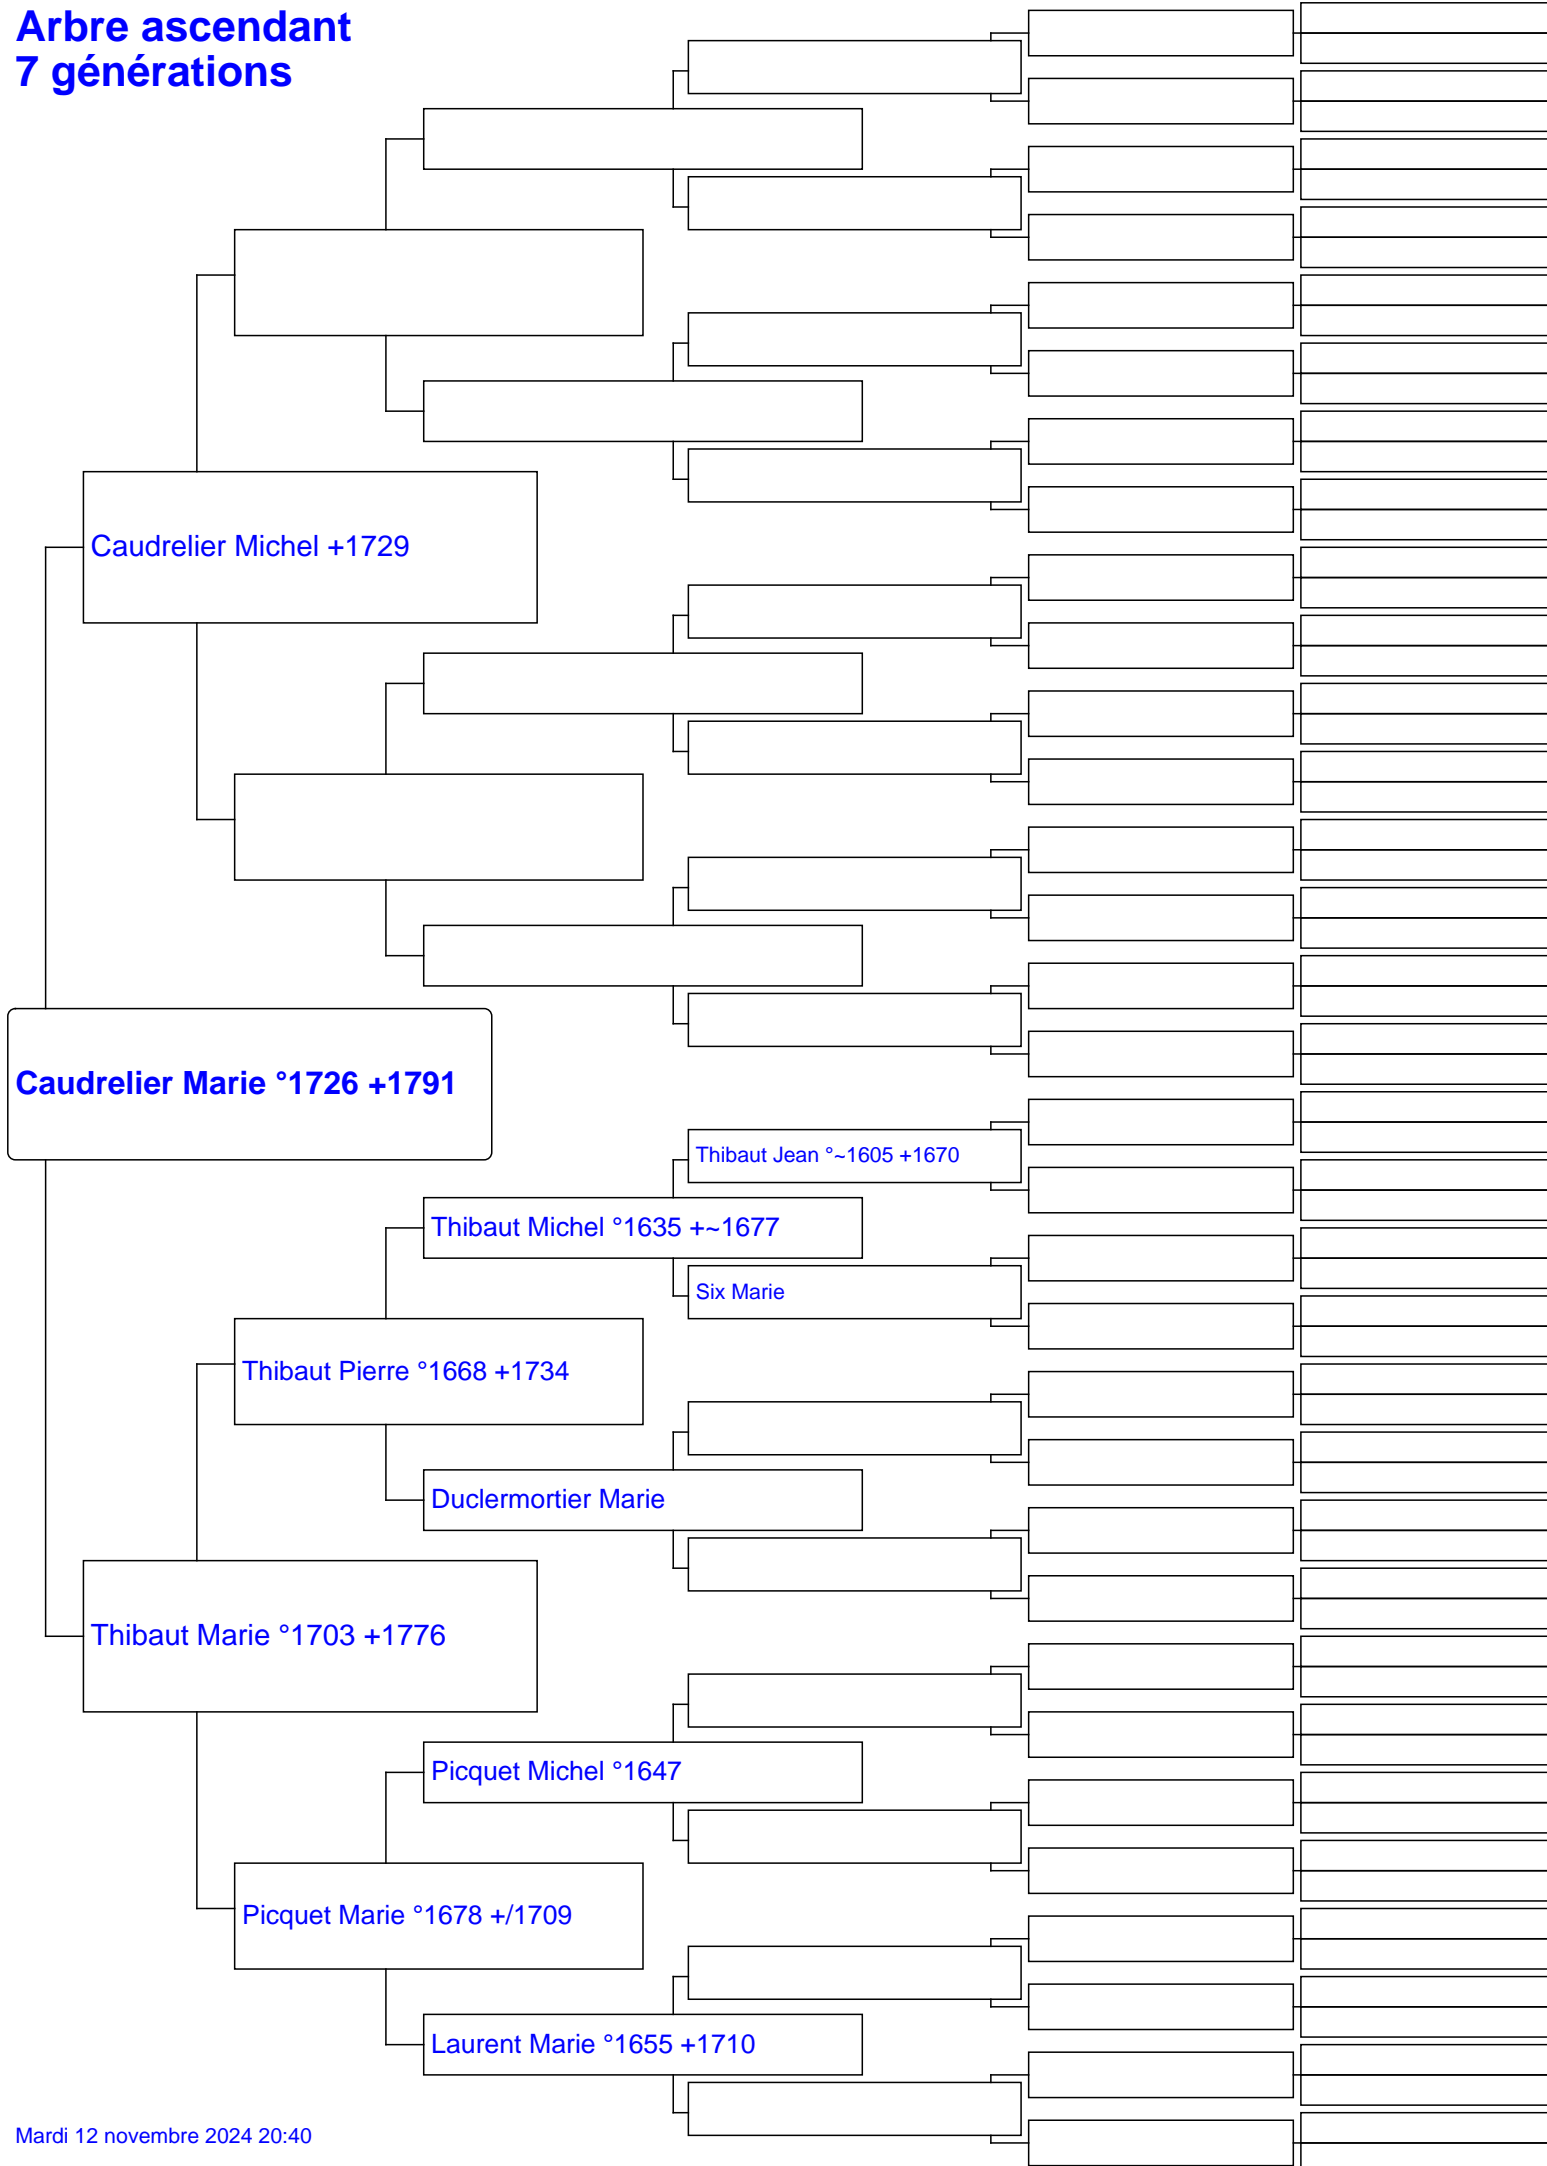 Arbre ascendant
7 générations
Caudrelier Michel +1729
Caudrelier Marie °1726 +1791
Thibaut Jean °~1605 +1670
Thibaut Michel °1635 +~1677
Six Marie
Thibaut Pierre °1668 +1734
Duclermortier Marie
Thibaut Marie °1703 +1776
Picquet Michel °1647
Picquet Marie °1678 +/1709
Laurent Marie °1655 +1710
Mardi 12 novembre 2024 20:40